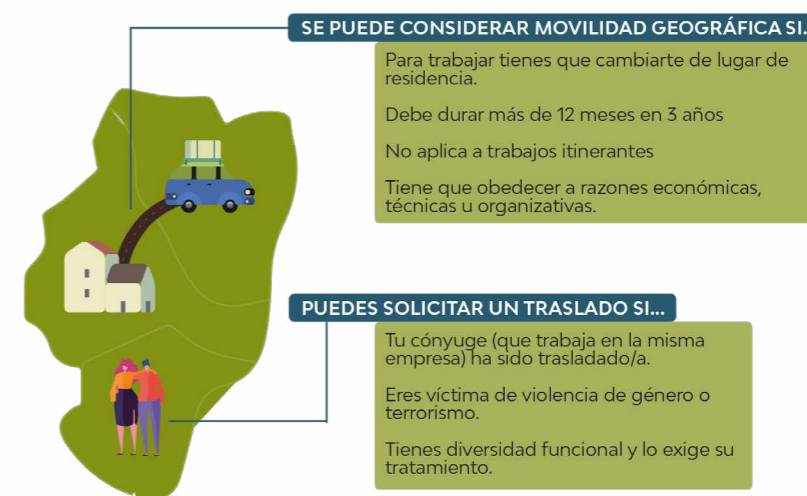 SE PUEDE CONSIDERAR MOVILIDAD GEOGRÁFICA SI.
Para trabajar tienes que cambiarte de lugar de
residencia.
Debe durar más de 12 meses en 3 años
No aplica a trabajos itinerantes
Tiene que obedecer a razones económicas,
técnicas u organizativas.
PUEDES SOLICITAR UN TRASLADO SI...
Tu cónyuge (que trabaja en la misma
empresa) ha sido trasladado/a.
Eres víctima de violencia de género o
terrorismo.
Tienes diversidad funcional y lo exige su
tratamiento.